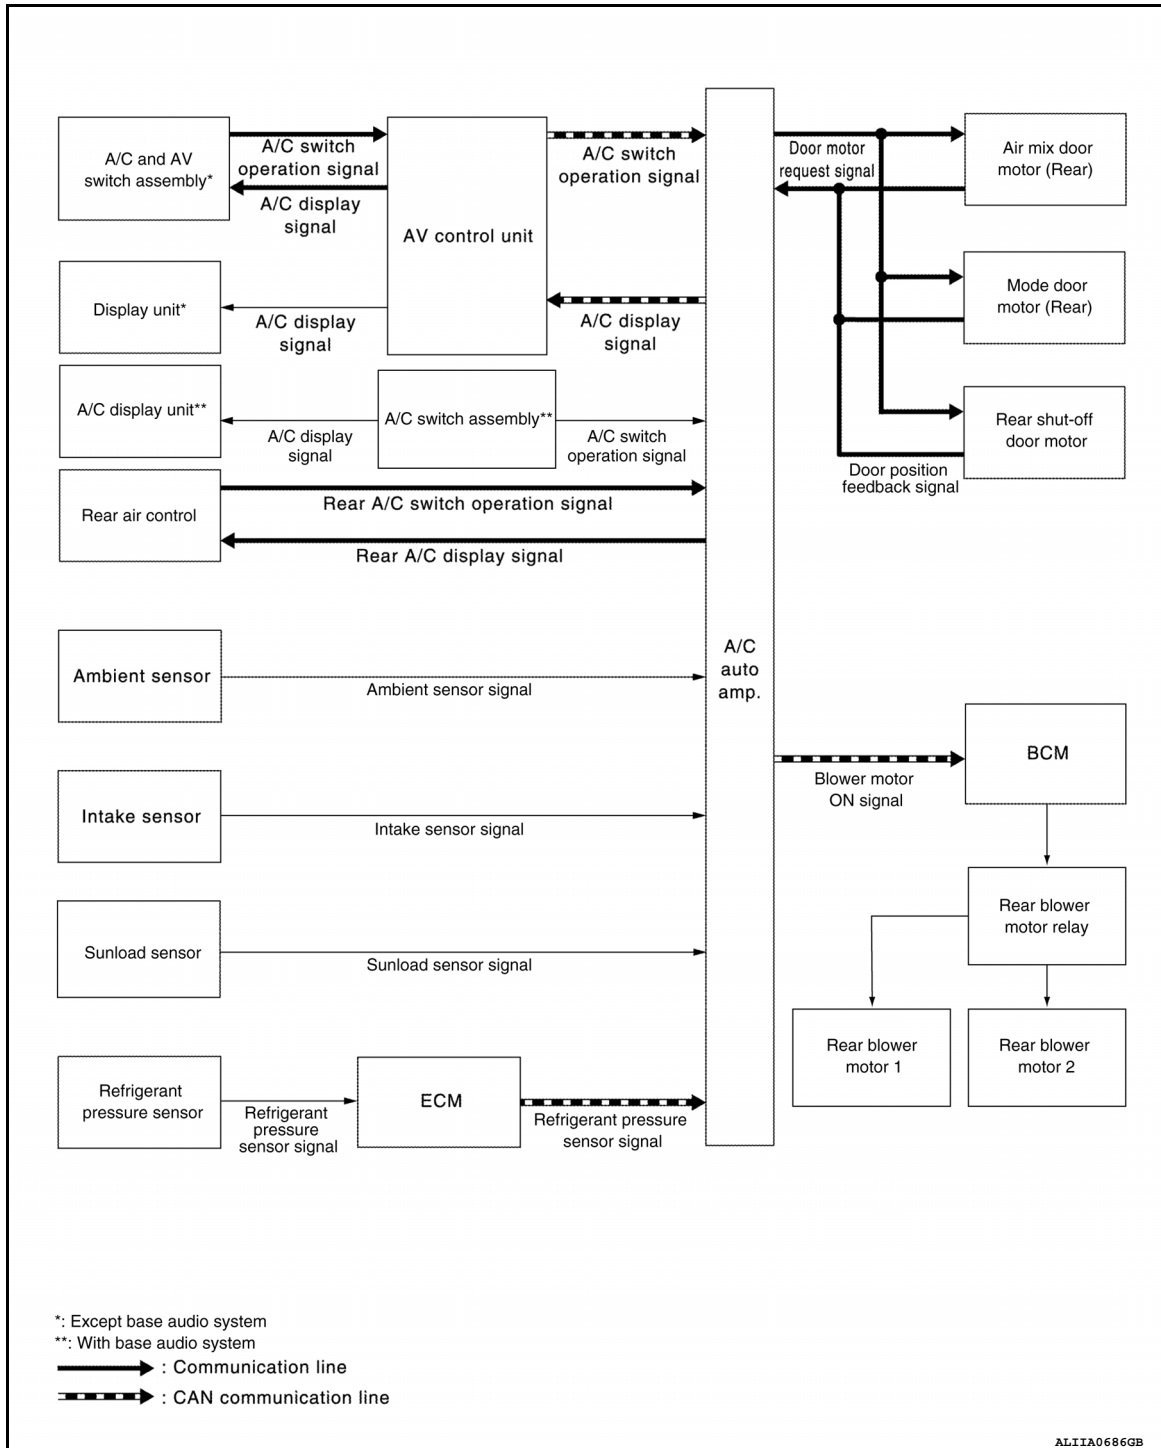 A/C and AV
switch assembly*
A/C switch
operation signal
A/C display
signal
AV control unit
A/C switch
operation signal
A/C display
signal
Display unit*
A/C display
signal
A/C display unit**
A/C display
signal
A/C switch assembly**
A/C switch
operation signal
Rear air control
Rear A/C switch operation signal
Rear A/C display signal
Door motor
request signal
Air mix door
motor (Rear)
Mode door
motor (Rear)
Rear shut-off
door motor
Door position
feedback signal
Ambient sensor
Ambient sensor signal
A/C
auto
amp.
Intake sensor
Intake sensor signal
Blower motor
ON signal
BCM
Sunload sensor
Sunload sensor signal
Rear blower
motor relay
Rear blower
motor 1
Rear blower
motor 2
Refrigerant
pressure sensor
Refrigerant
pressure
sensor signal
ECM
Refrigerant pressure
sensor signal
*: Except base audio system
**: With base audio system
: Communication line
: CAN communication line
ALIIA0686GB